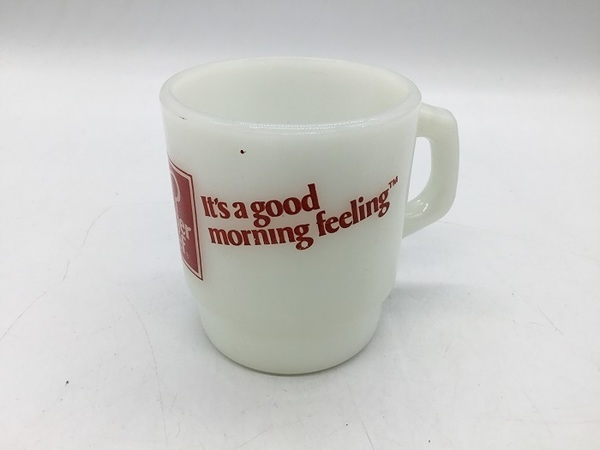 It's a good
morning feeling™